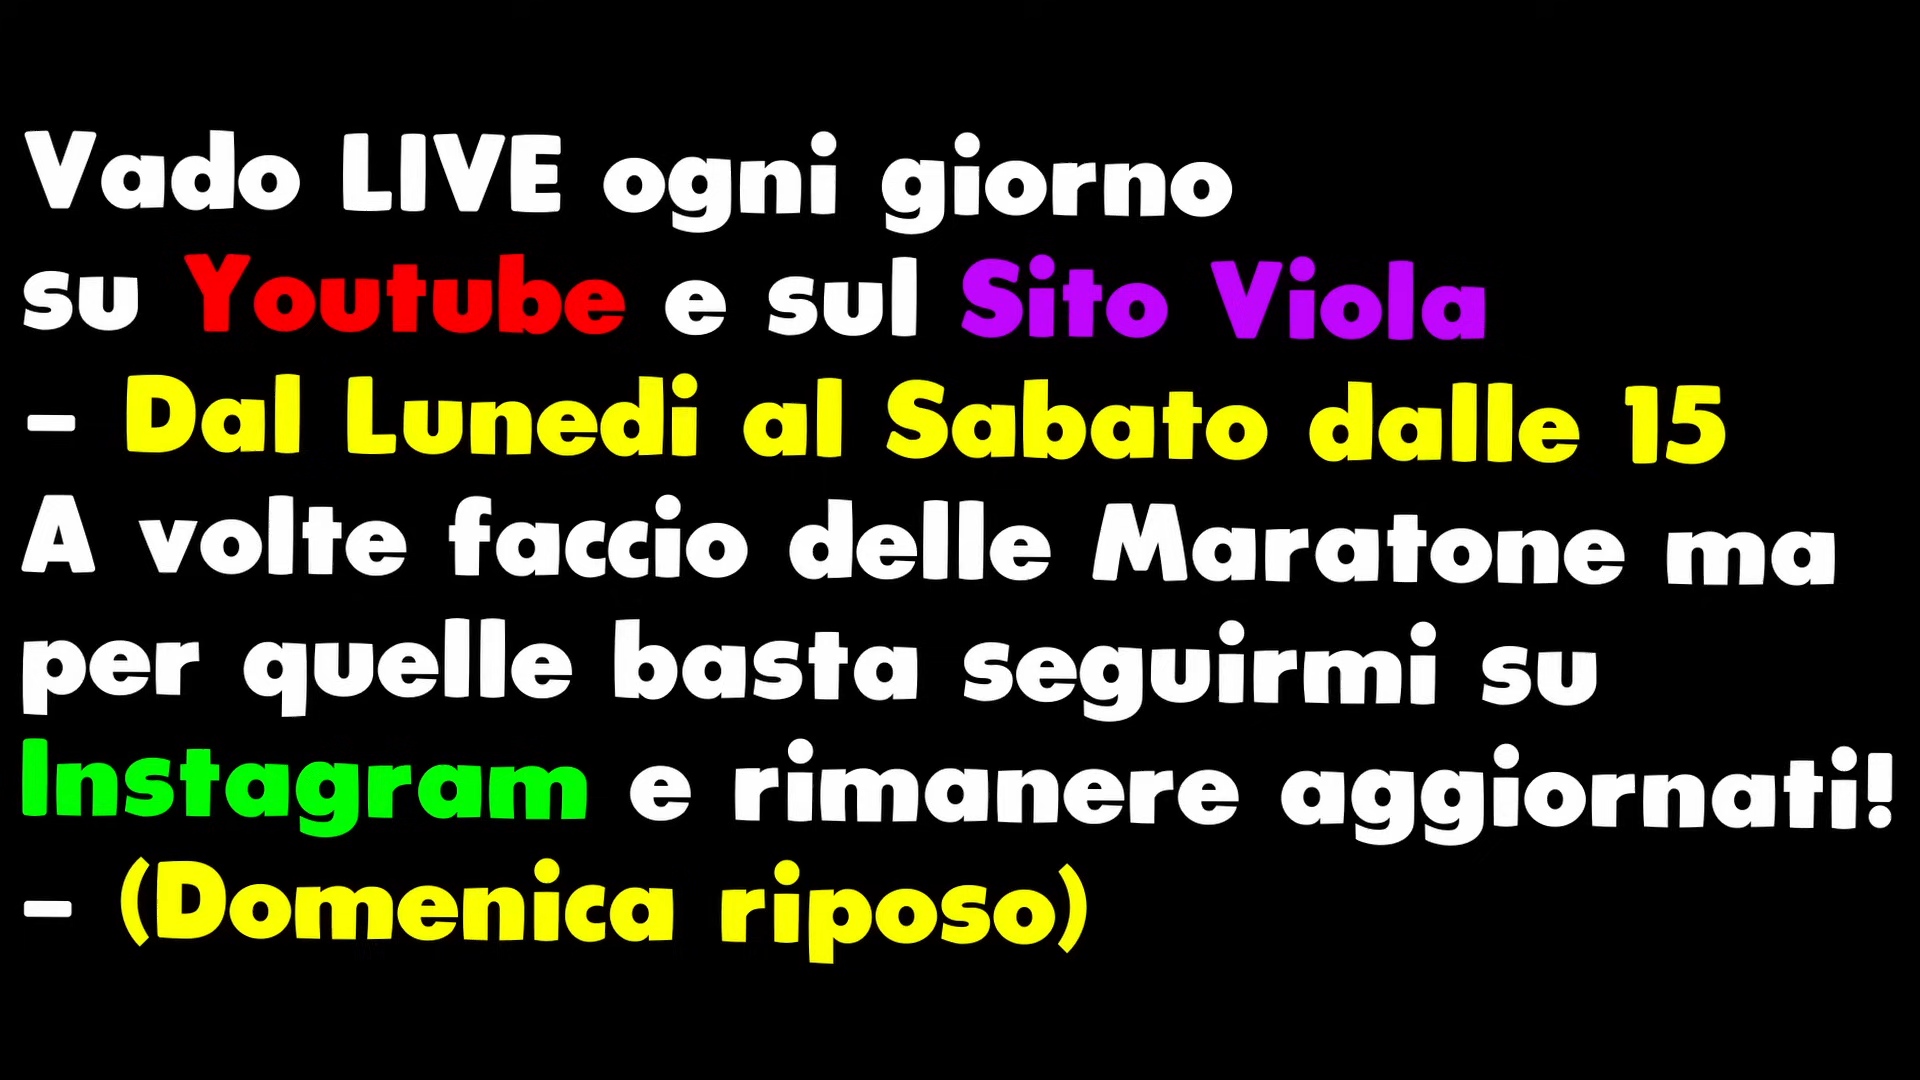 Vado LIVE ogni giorno
su Youtube e sul Sito Viola
- Dal Lunedi al Sabato dalle 15
A volte faccio delle Maratone ma
per quelle basta seguirmi su
Instagram e rimanere aggiornati!
- (Domenica riposo)